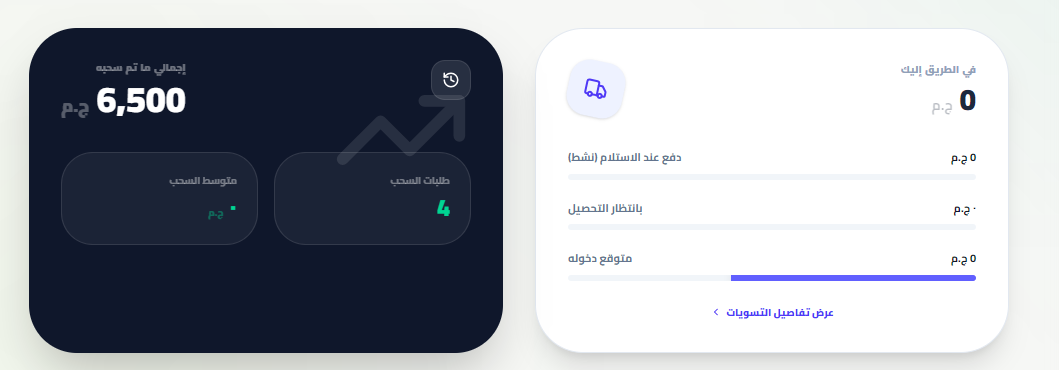 في الطريق إليك
0 ج.م
0 ج.م دفع عند الاستلام (نشط)
٠ ج.م بانتظار التحصيل
0 ج.م متوقع دخوله
عرض تفاصيل التسويات
إجمالي ما تم سحبه
6,500 ج.م
طلبات السحب
4
متوسط السحب
٠ ج.م